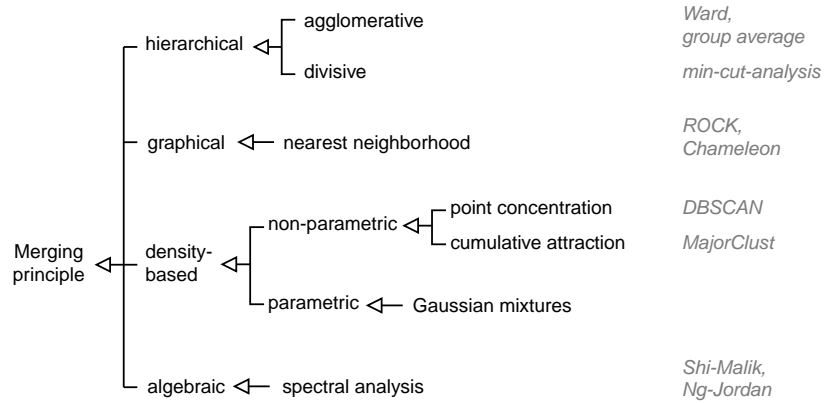 agglomerative
Ward,
group average
hierarchical
divisive
min-cut-analysis
graphical
nearest neighborhood
ROCK,
Chameleon
Merging
principle
density-
based
non-parametric
point concentration
DBSCAN
cumulative attraction
MajorClust
parametric
Gaussian mixtures
algebraic
spectral analysis
Shi-Malik,
Ng-Jordan